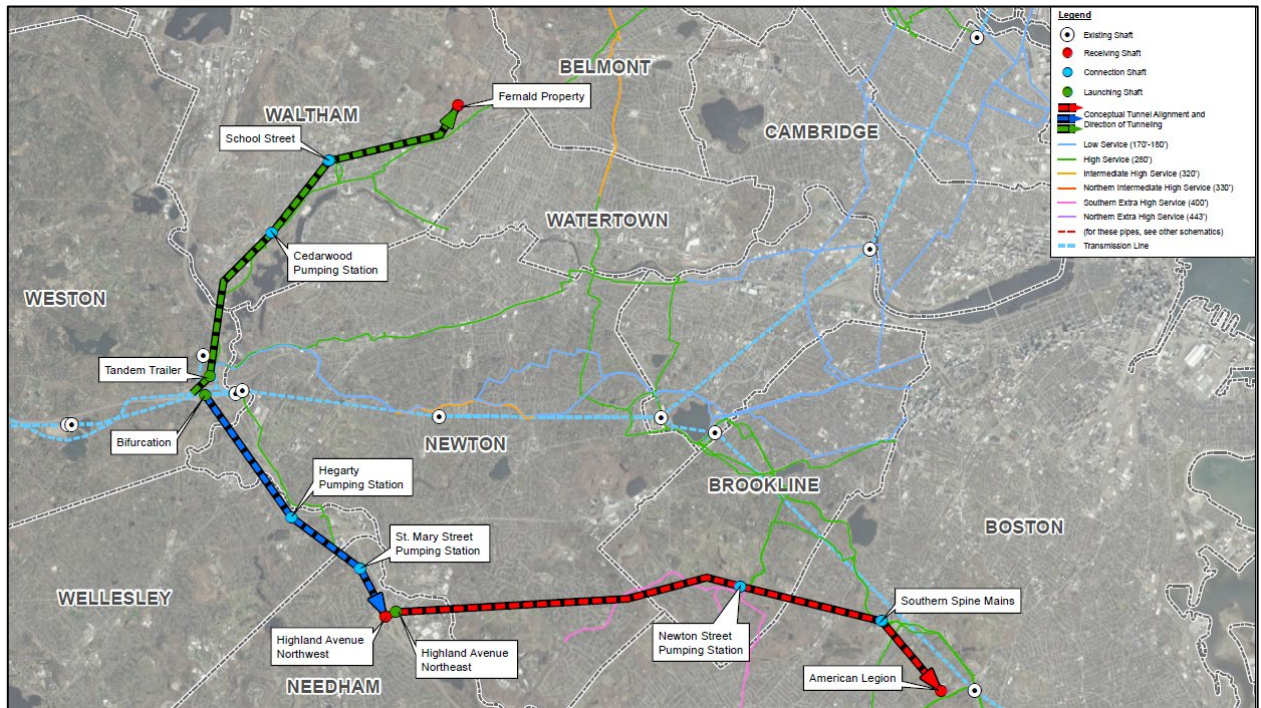 Legend
Existing Shaft
Receiving Shaft
Connection Shaft
Launching Shaft
Conceptual Tunnel Alignment and
Direction of Tunneling
Low Service (170'-180')
High Service (280')
Intermediate High Service (320')
Northern Intermediate High Service (330')
Southern Extra High Service (400')
Northern Extra High Service (443')
(for these pipes, see other schematics)
Transmission Line
BELMONT
Fernald Property
WALTHAM
School Street
CAMBRIDGE
WATERTOWN
Cedarwood
Pumping Station
WESTON
Tandem Trailer
Bifurcation
NEWTON
Hegarty
Pumping Station
BROOKLINE
BOSTON
St. Mary Street
Pumping Station
WELLESLEY
Southern Spine Mains
Highland Avenue
Northwest
Highland Avenue
Northeast
Newton Street
Pumping Station
American Legion
NEEDHAM